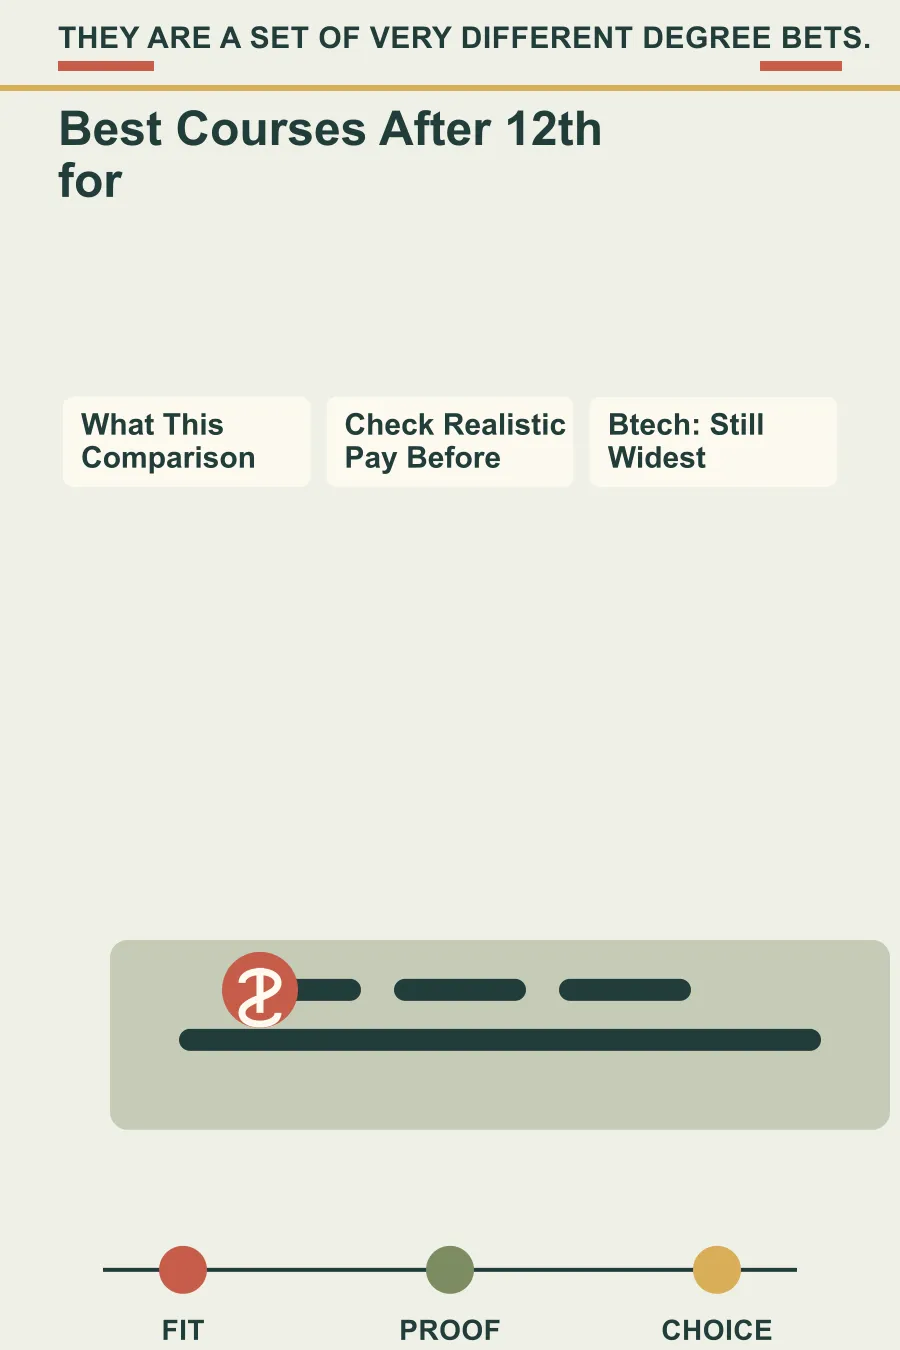 THEY ARE A SET OF VERY DIFFERENT DEGREE BETS.
Best Courses After 12th
for
What This
Comparison
Check Realistic
Pay Before
Btech: Still
Widest
FIT
PROOF
CHOICE